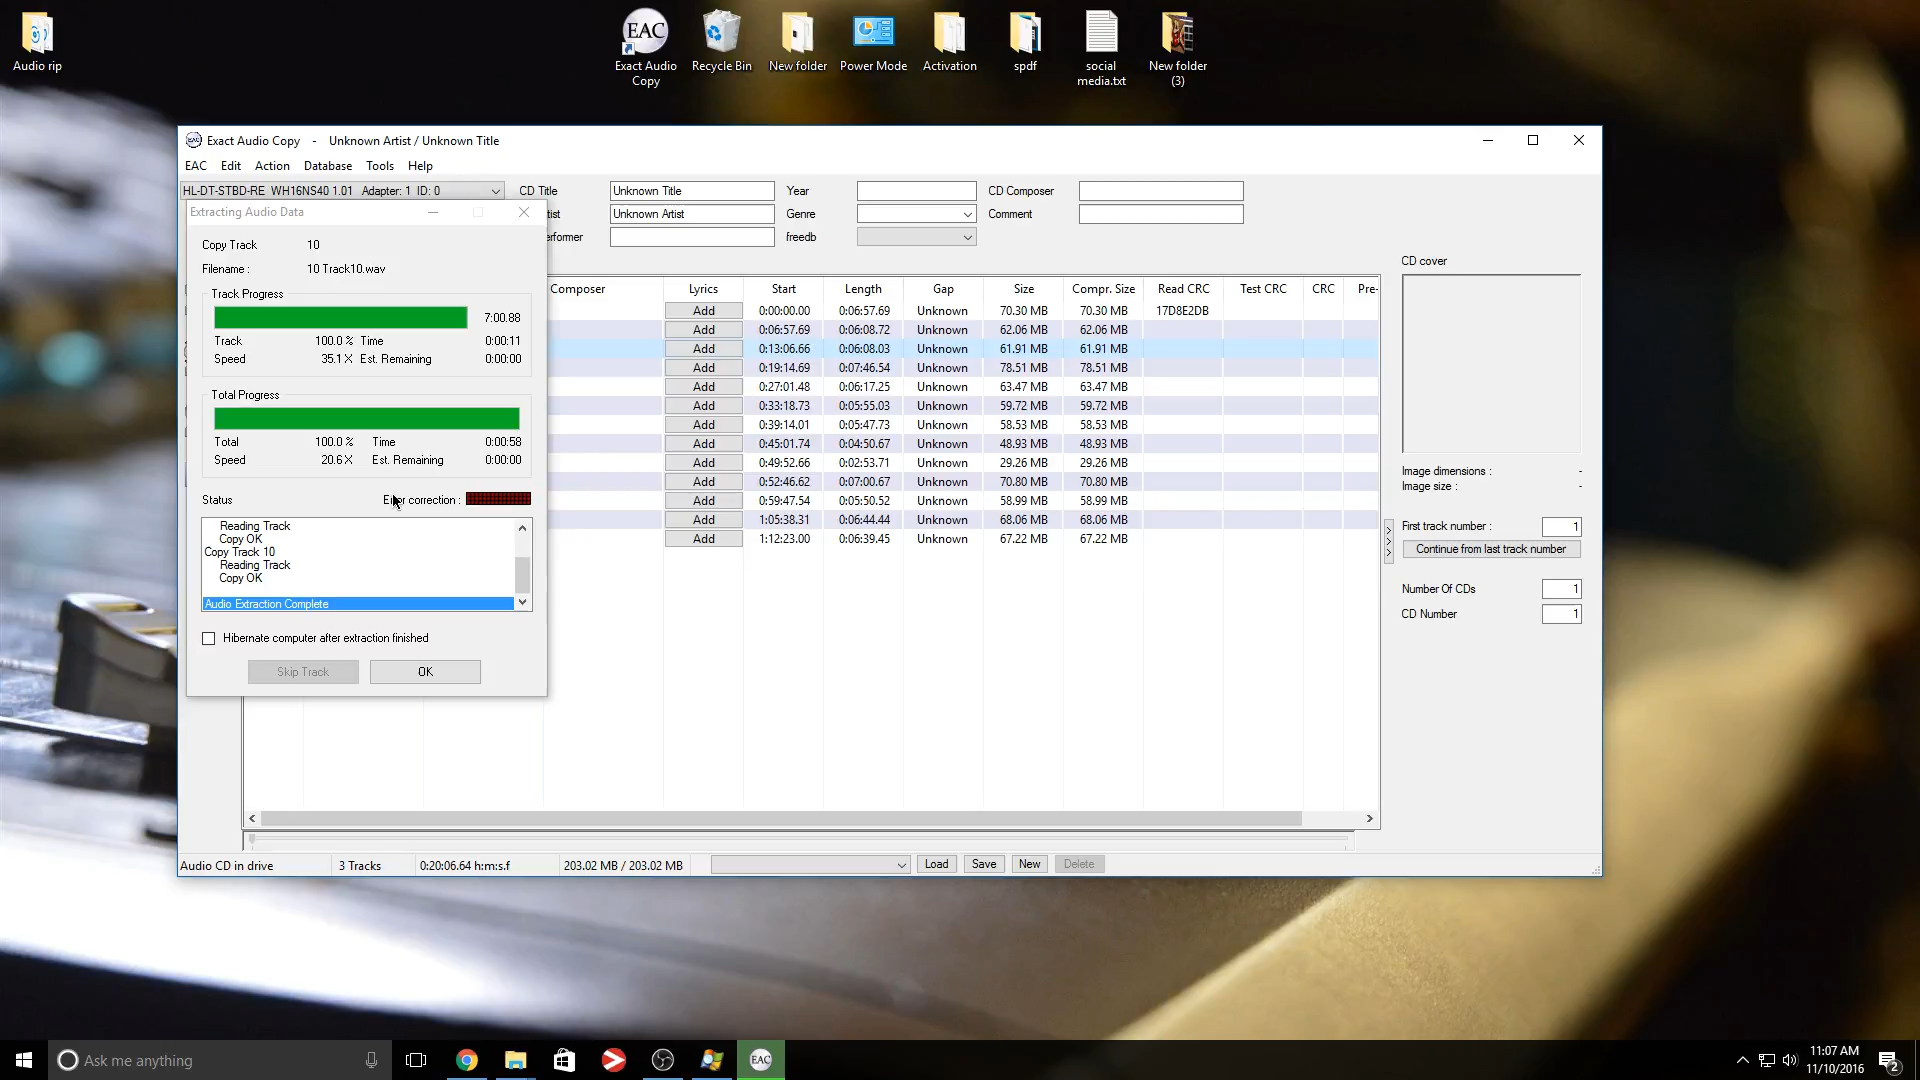 Audio rip
EAC
Exact Audio Copy
Recycle Bin
New folder
Power Mode
Activation
spdf
social media.txt
New folder (3)
Exact Audio Copy - Unknown Artist / Unknown Title
EAC Edit Action Database Tools Help
HL-DT-STBD-RE WH16NS40 1.01 Adapter: 1 ID: 0
CD Title Unknown Title Year CD Composer
tist Unknown Artist Genre Comment
erformer freedb
Extracting Audio Data
Copy Track 10
Filename : 10 Track10.wav
Track Progress
7:00.88
Track 100.0 % Time 0:00:11
Speed 35.1 X Est. Remaining 0:00:00
Total Progress
Total 100.0 % Time 0:00:58
Speed 20.6 X Est. Remaining 0:00:00
Status Error correction :
Reading Track
Copy OK
Copy Track 10
Reading Track
Copy OK
Audio Extraction Complete
Hibernate computer after extraction finished
Skip Track OK
Composer Lyrics Start Length Gap Size Compr. Size Read CRC Test CRC CRC Pre-
Add 0:00:00.00 0:06:57.69 Unknown 70.30 MB 70.30 MB 17D8E2DB
Add 0:06:57.69 0:06:08.72 Unknown 62.06 MB 62.06 MB
Add 0:13:06.66 0:06:08.03 Unknown 61.91 MB 61.91 MB
Add 0:19:14.69 0:07:46.54 Unknown 78.51 MB 78.51 MB
Add 0:27:01.48 0:06:17.25 Unknown 63.47 MB 63.47 MB
Add 0:33:18.73 0:05:55.03 Unknown 59.72 MB 59.72 MB
Add 0:39:14.01 0:05:47.73 Unknown 58.53 MB 58.53 MB
Add 0:45:01.74 0:04:50.67 Unknown 48.93 MB 48.93 MB
Add 0:49:52.66 0:02:53.71 Unknown 29.26 MB 29.26 MB
Add 0:52:46.62 0:07:00.67 Unknown 70.80 MB 70.80 MB
Add 0:59:47.54 0:05:50.52 Unknown 58.99 MB 58.99 MB
Add 1:05:38.31 0:06:44.44 Unknown 68.06 MB 68.06 MB
Add 1:12:23.00 0:06:39.45 Unknown 67.22 MB 67.22 MB
CD cover
Image dimensions : -
Image size : -
First track number : 1
Continue from last track number
Number Of CDs 1
CD Number 1
Audio CD in drive 3 Tracks 0:20:06.64 h:m:s.f 203.02 MB / 203.02 MB Load Save New Delete
Ask me anything
EAC
11:07 AM
11/10/2016
2